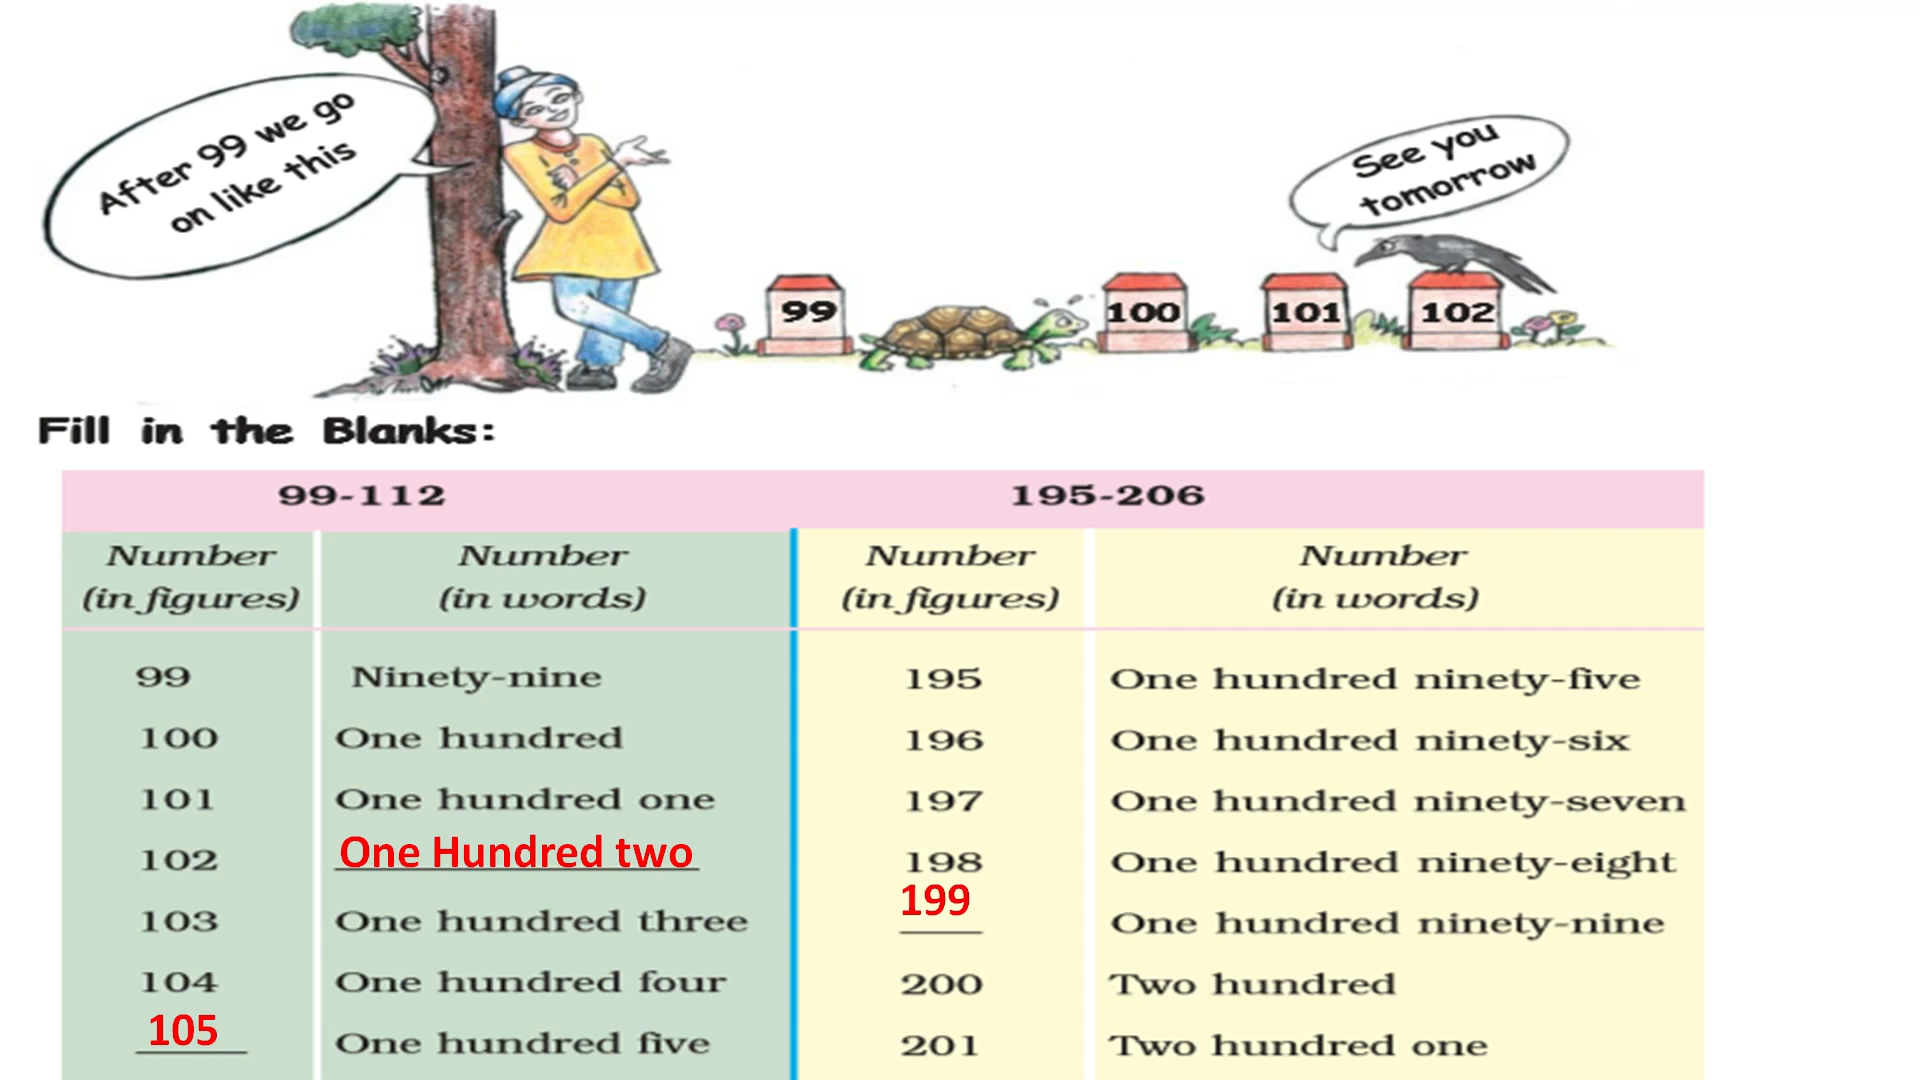 After 99 we go
on like this
See you
tomorrow
99
100
101
102
Fill in the Blanks:
99-112 195-206
Number Number Number Number
(in figures) (in words) (in figures) (in words)
99 Ninety-nine 195 One hundred ninety-five
100 One hundred 196 One hundred ninety-six
101 One hundred one 197 One hundred ninety-seven
102 One Hundred two 198 One hundred ninety-eight
103 One hundred three 199 One hundred ninety-nine
104 One hundred four 200 Two hundred
105 One hundred five 201 Two hundred one